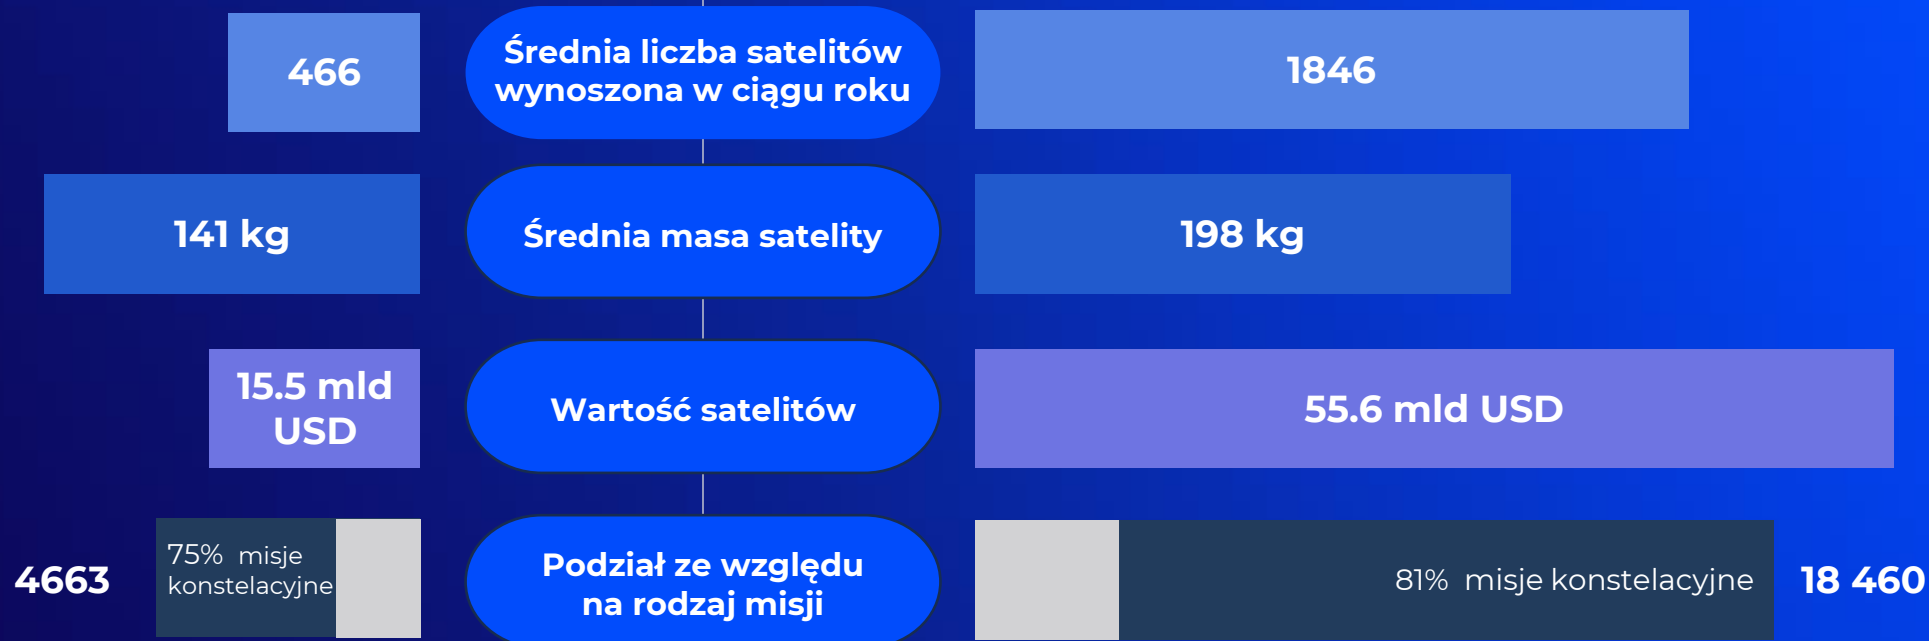 466
Średnia liczba satelitów
wynoszona w ciągu roku
1846
141 kg
Średnia masa satelity
198 kg
15.5 mld
USD
Wartość satelitów
55.6 mld USD
4663
75% misje
konstelacyjne
Podział ze względu
na rodzaj misji
81% misje konstelacyjne
18 460